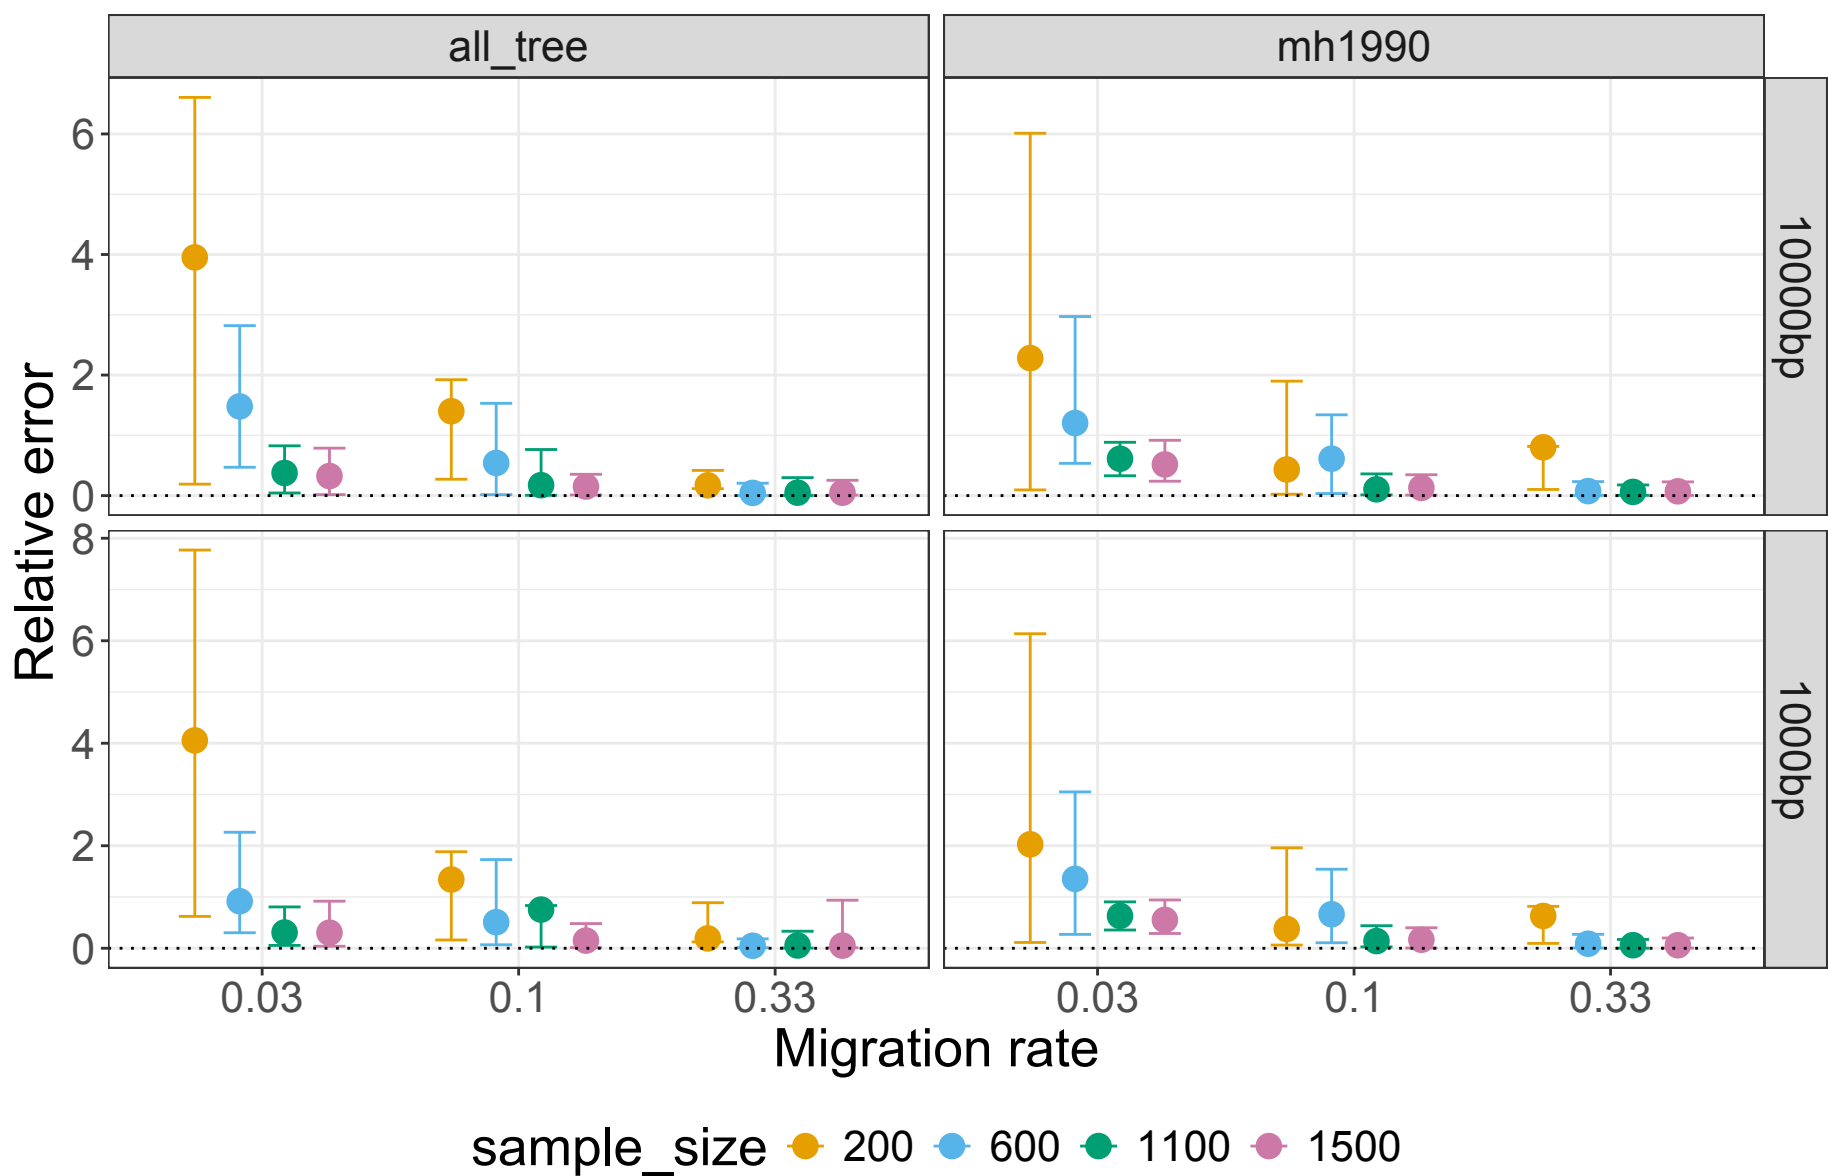 all_tree mh1990
6
4
2
0
10000bp
8
6
4
2
0
1000bp
Relative error
0.03 0.1 0.33 0.03 0.1 0.33
Migration rate
sample_size 200 600 1100 1500